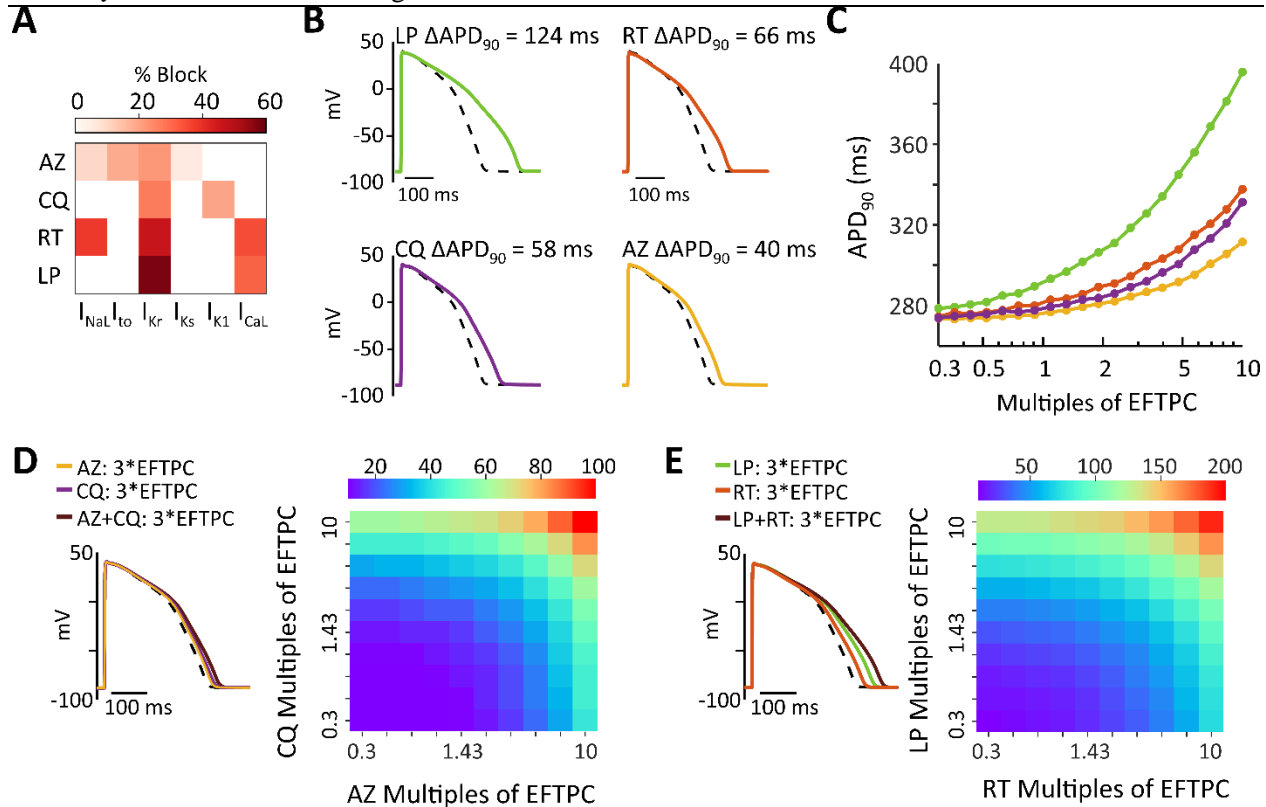 A
% Block
0 20 40 60
AZ
CQ
RT
LP
INaL Ito IKr IKs IK1 ICaL
B
LP ΔAPD90 = 124 ms
RT ΔAPD90 = 66 ms
50
0
-50
-100
mV
100 ms
100 ms
CQ ΔAPD90 = 58 ms
AZ ΔAPD90 = 40 ms
50
0
-50
-100
mV
100 ms
100 ms
C
400
360
320
280
APD90 (ms)
0.3 0.5 1 2 5 10
Multiples of EFTPC
D
AZ: 3*EFTPC
CQ: 3*EFTPC
AZ+CQ: 3*EFTPC
50
mV
-100
100 ms
20 40 60 80 100
CQ Multiples of EFTPC
10
1.43
0.3
0.3 1.43 10
AZ Multiples of EFTPC
E
LP: 3*EFTPC
RT: 3*EFTPC
LP+RT: 3*EFTPC
50
mV
-100
100 ms
50 100 150 200
LP Multiples of EFTPC
10
1.43
0.3
0.3 1.43 10
RT Multiples of EFTPC